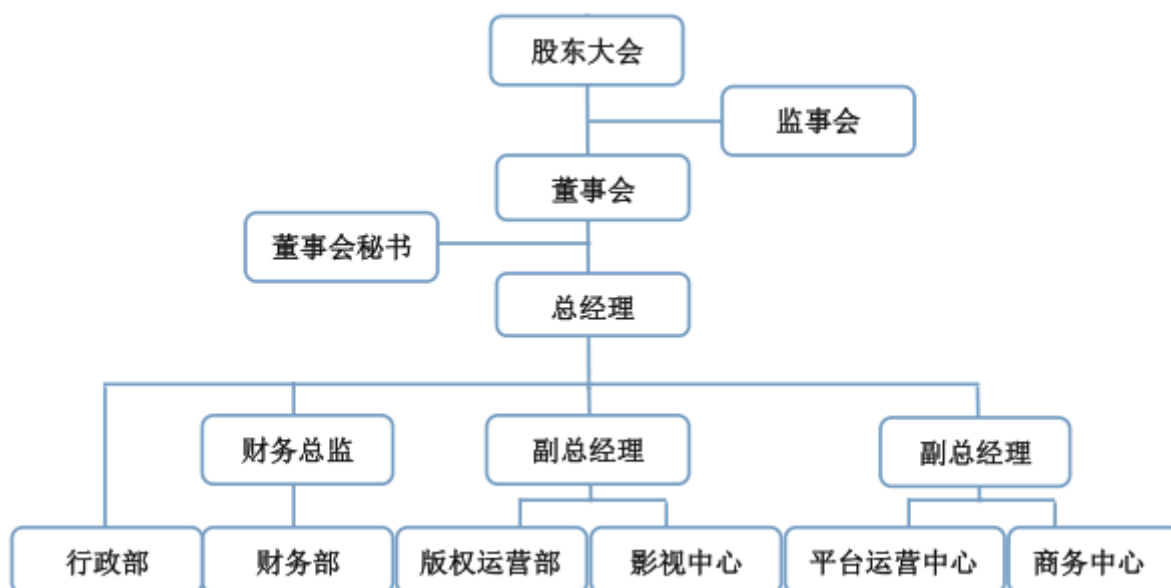 股东大会
监事会
董事会
董事会秘书
总经理
财务总监
副总经理
副总经理
行政部
财务部
版权运营部
影视中心
平台运营中心
商务中心